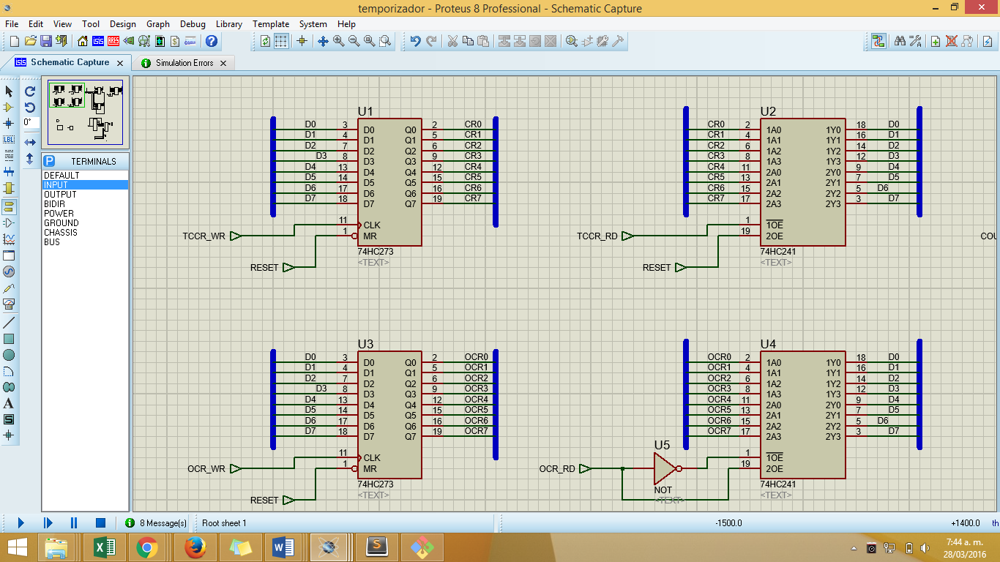 temporizador - Proteus 8 Professional - Schematic Capture
File Edit View Tool Design Graph Debug Library Template System Help
Schematic Capture
Simulation Errors
0°
LBL
P TERMINALS
DEFAULT
INPUT
OUTPUT
BIDIR
POWER
GROUND
CHASSIS
BUS
A
S
U1
D0 3 D0 Q0 2 CR0
D1 4 D1 Q1 5 CR1
D2 7 D2 Q2 6 CR2
D3 8 D3 Q3 9 CR3
D4 13 D4 Q4 12 CR4
D5 14 D5 Q5 15 CR5
D6 17 D6 Q6 16 CR6
D7 18 D7 Q7 19 CR7
11 CLK
TCCR_WR 1 MR
74HC273
<TEXT>
RESET
U2
CR0 2 1A0 1Y0 18 D0
CR1 4 1A1 1Y1 16 D1
CR2 6 1A2 1Y2 14 D2
CR3 8 1A3 1Y3 12 D3
CR4 11 2A0 2Y0 9 D4
CR5 13 2A1 2Y1 7 D5
CR6 15 2A2 2Y2 5 D6
CR7 17 2A3 2Y3 3 D7
1 1OE
TCCR_RD 19 2OE
74HC241
<TEXT>
RESET
COU
U3
D0 3 D0 Q0 2 OCR0
D1 4 D1 Q1 5 OCR1
D2 7 D2 Q2 6 OCR2
D3 8 D3 Q3 9 OCR3
D4 13 D4 Q4 12 OCR4
D5 14 D5 Q5 15 OCR5
D6 17 D6 Q6 16 OCR6
D7 18 D7 Q7 19 OCR7
11 CLK
OCR_WR 1 MR
74HC273
<TEXT>
RESET
U4
OCR0 2 1A0 1Y0 18 D0
OCR1 4 1A1 1Y1 16 D1
OCR2 6 1A2 1Y2 14 D2
OCR3 8 1A3 1Y3 12 D3
OCR4 11 2A0 2Y0 9 D4
OCR5 13 2A1 2Y1 7 D5
OCR6 15 2A2 2Y2 5 D6
OCR7 17 2A3 2Y3 3 D7
U5
1 1OE
OCR_RD 19 2OE
74HC241
<TEXT>
NOT
<TEXT>
8 Message(s) Root sheet 1 -1500.0 +1400.0 th
7:44 a. m.
28/03/2016